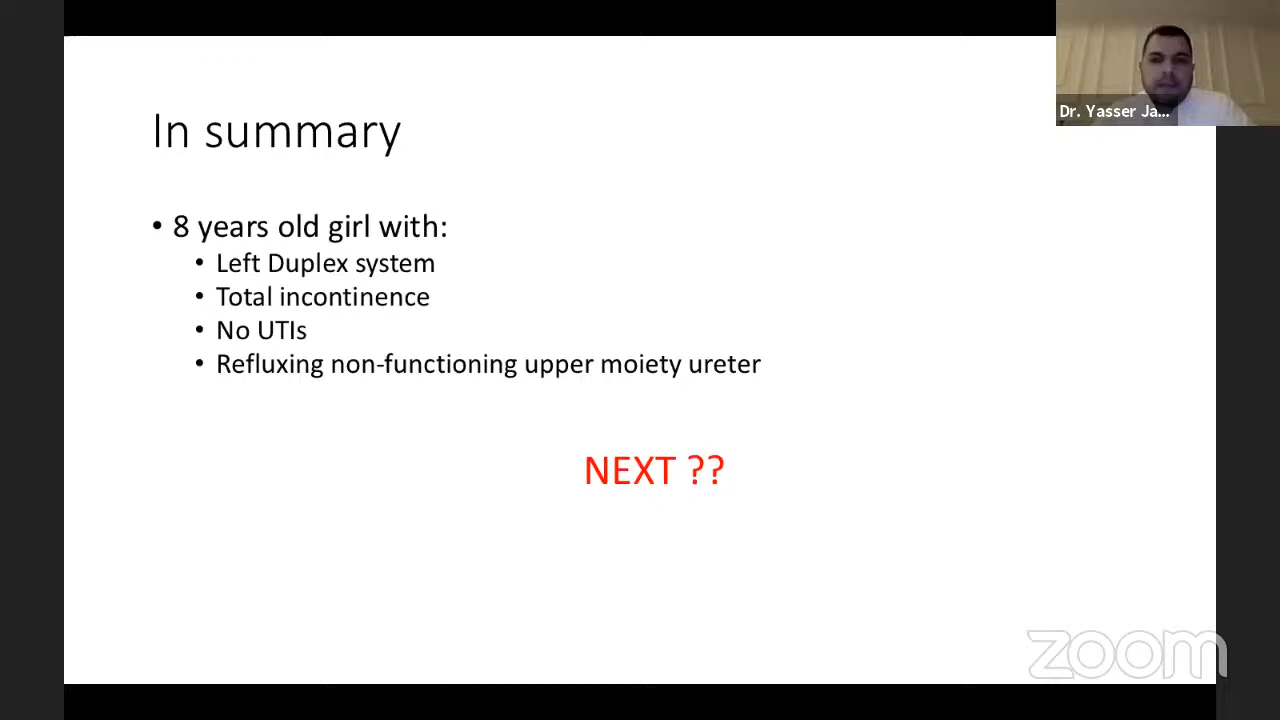 Dr. Yasser Ja...
In summary
• 8 years old girl with:
• Left Duplex system
• Total incontinence
• No UTIs
• Refluxing non-functioning upper moiety ureter
NEXT ??
zoom